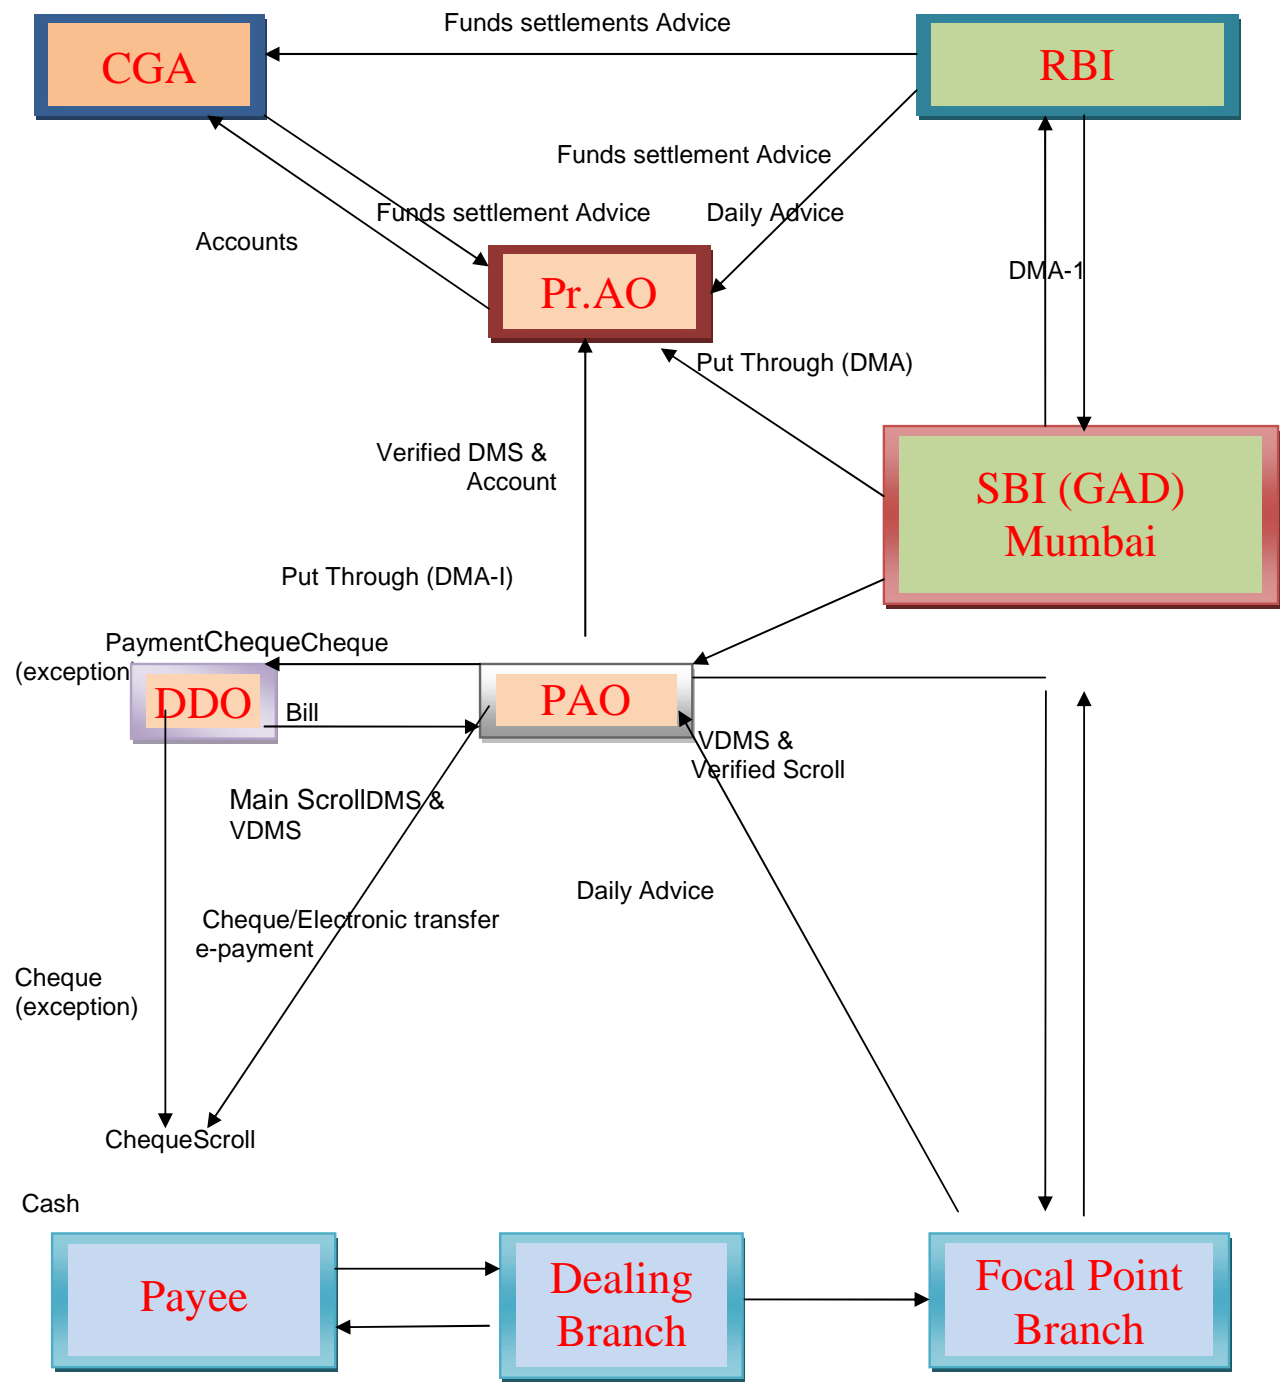 Funds settlements Advice
CGA
RBI
Funds settlement Advice
Funds settlement Advice
Daily Advice
Accounts
DMA-1
Pr.AO
Put Through (DMA)
Verified DMS &
Account
SBI (GAD)
Mumbai
Put Through (DMA-I)
PaymentChequeCheque
(exception)
DDO
Bill
PAO
VDMS &
Verified Scroll
Main ScrollDMS &
VDMS
Daily Advice
Cheque/Electronic transfer
e-payment
Cheque
(exception)
ChequeScroll
Cash
Payee
Dealing
Branch
Focal Point
Branch